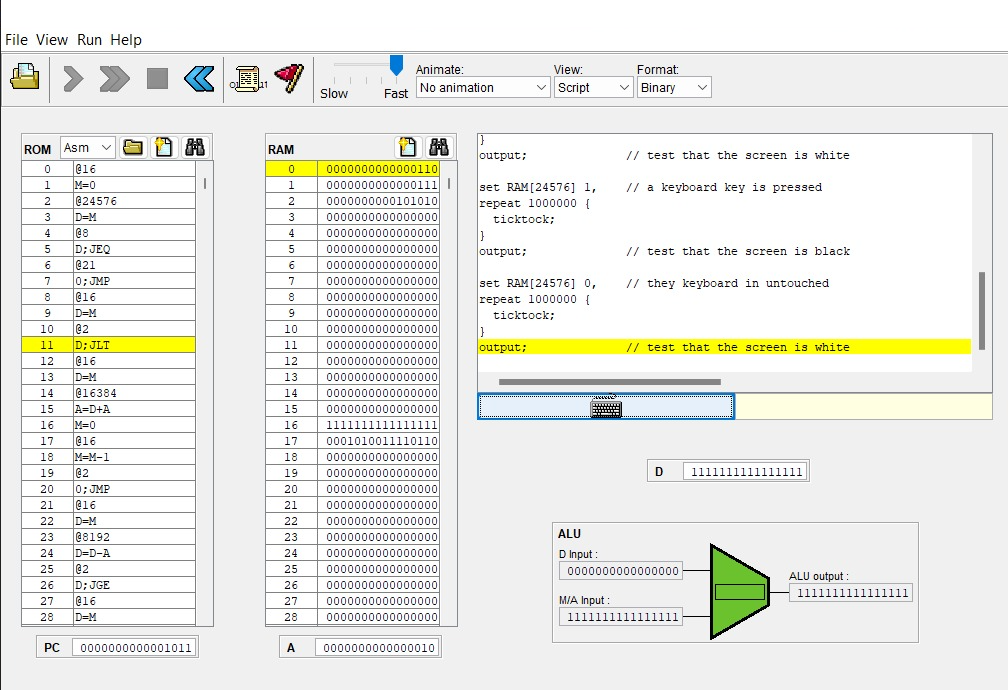 File View Run Help
Slow Fast
Animate: View: Format:
No animation Script Binary
ROM Asm
0 @16
1 M=0
2 @24576
3 D=M
4 @8
5 D;JEQ
6 @21
7 0;JMP
8 @16
9 D=M
10 @2
11 D;JLT
12 @16
13 D=M
14 @16384
15 A=D+A
16 M=0
17 @16
18 M=M-1
19 @2
20 0;JMP
21 @16
22 D=M
23 @8192
24 D=D-A
25 @2
26 D;JGE
27 @16
28 D=M
PC 0000000000001011
RAM
0 0000000000000110
1 0000000000000111
2 0000000000101010
3 0000000000000000
4 0000000000000000
5 0000000000000000
6 0000000000000000
7 0000000000000000
8 0000000000000000
9 0000000000000000
10 0000000000000000
11 0000000000000000
12 0000000000000000
13 0000000000000000
14 0000000000000000
15 0000000000000000
16 1111111111111111
17 0001010011110110
18 0000000000000000
19 0000000000000000
20 0000000000000000
21 0000000000000000
22 0000000000000000
23 0000000000000000
24 0000000000000000
25 0000000000000000
26 0000000000000000
27 0000000000000000
28 0000000000000000
A 0000000000000010
}
output; // test that the screen is white
set RAM[24576] 1, // a keyboard key is pressed
repeat 1000000 {
ticktock;
}
output; // test that the screen is black
set RAM[24576] 0, // they keyboard in untouched
repeat 1000000 {
ticktock;
}
output; // test that the screen is white
D 1111111111111111
ALU
D Input :
0000000000000000
M/A Input :
1111111111111111
ALU output :
1111111111111111